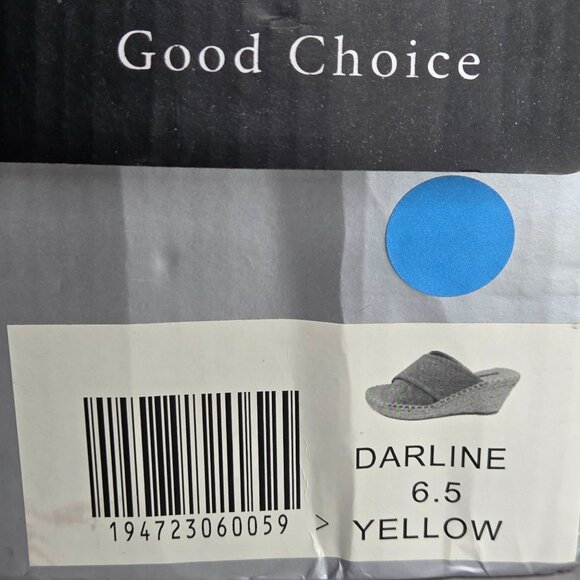 Good Choice
DARLINE
6.5
194723060059 > YELLOW